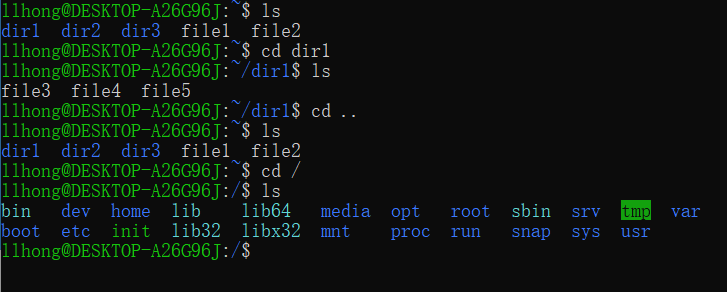 llhong@DESKTOP-A26G96J:~$ ls
dir1  dir2  dir3  file1  file2
llhong@DESKTOP-A26G96J:~$ cd dir1
llhong@DESKTOP-A26G96J:~/dir1$ ls
file3  file4  file5
llhong@DESKTOP-A26G96J:~/dir1$ cd ..
llhong@DESKTOP-A26G96J:~$ ls
dir1  dir2  dir3  file1  file2
llhong@DESKTOP-A26G96J:~$ cd /
llhong@DESKTOP-A26G96J:/$ ls
bin   dev  home  lib    lib64   media  opt   root  sbin  srv  tmp  var
boot  etc  init  lib32  libx32  mnt    proc  run   snap  sys  usr
llhong@DESKTOP-A26G96J:/$